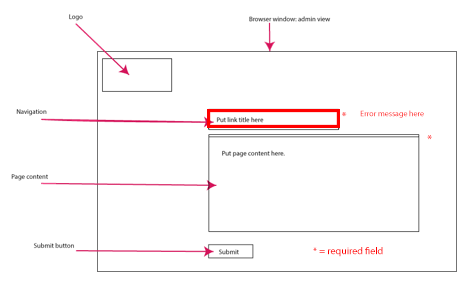 Logo
Browser window: admin view
Navigation
Put link title here
* Error message here
*
Put page content here.
Page content
Submit button
Submit
* = required field